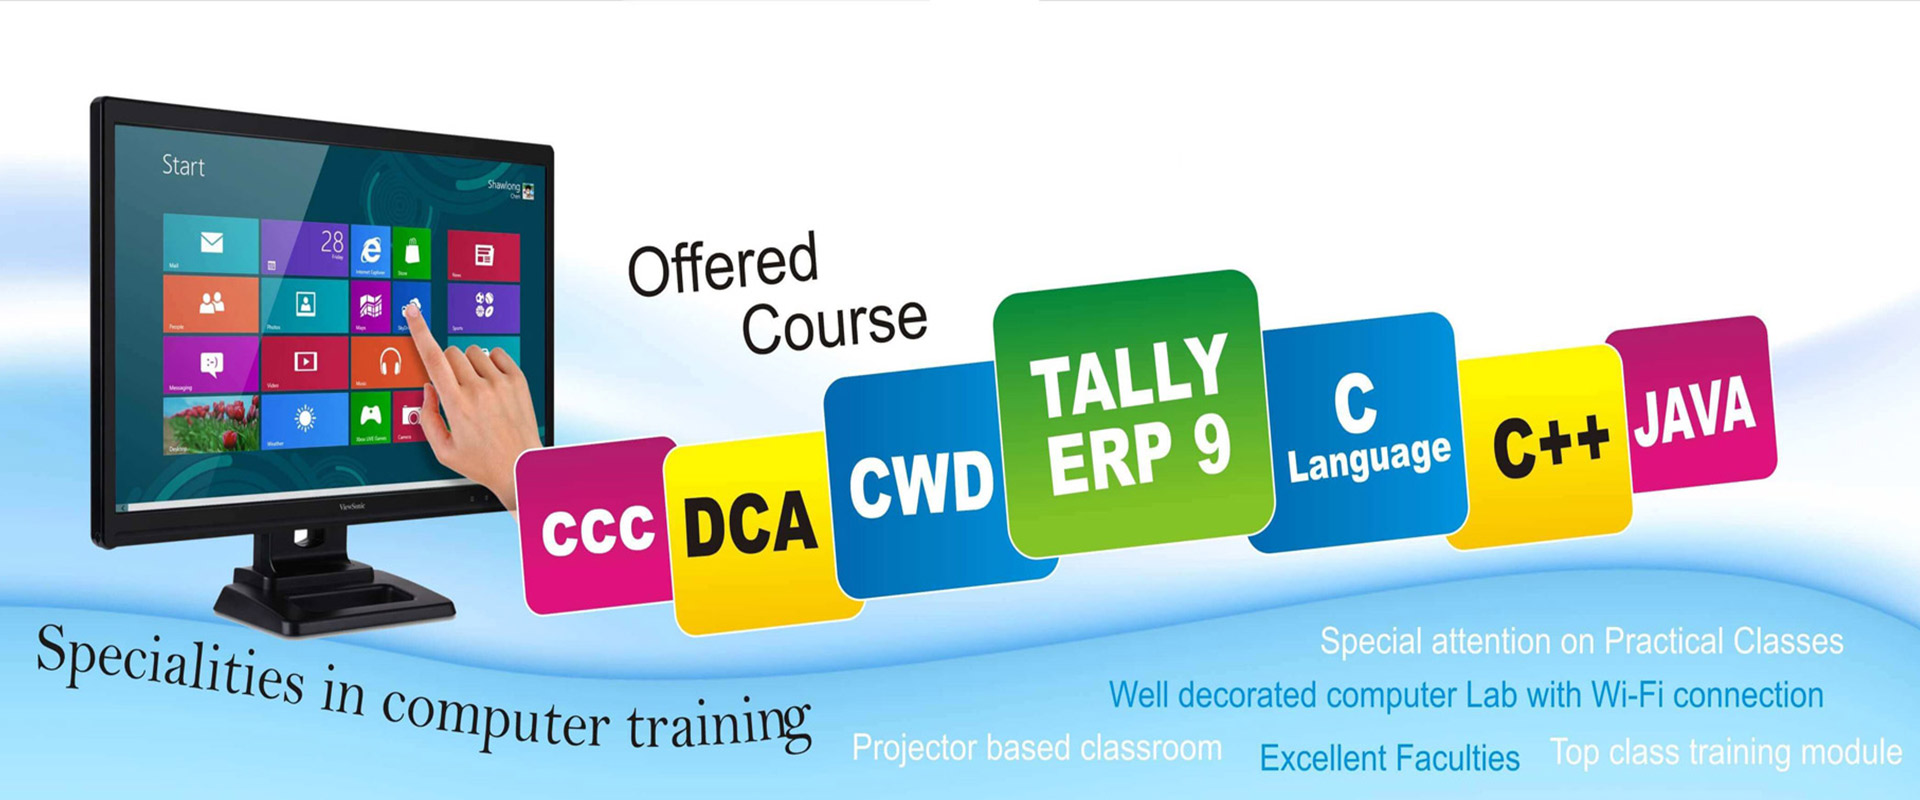 Start
Shawlong
Chen
28
Friday
Mail
Internet Explorer
Store
News
People
Photos
Maps
Sports
Messaging
Video
Music
Desktop
Weather
Xbox LIVE Games
Camera
ViewSonic
Offered
Course
CCC
DCA
CWD
TALLY
ERP 9
C
Language
C++
JAVA
Specialities in computer training
Special attention on Practical Classes
Well decorated computer Lab with Wi-Fi connection
Projector based classroom
Excellent Faculties
Top class training module